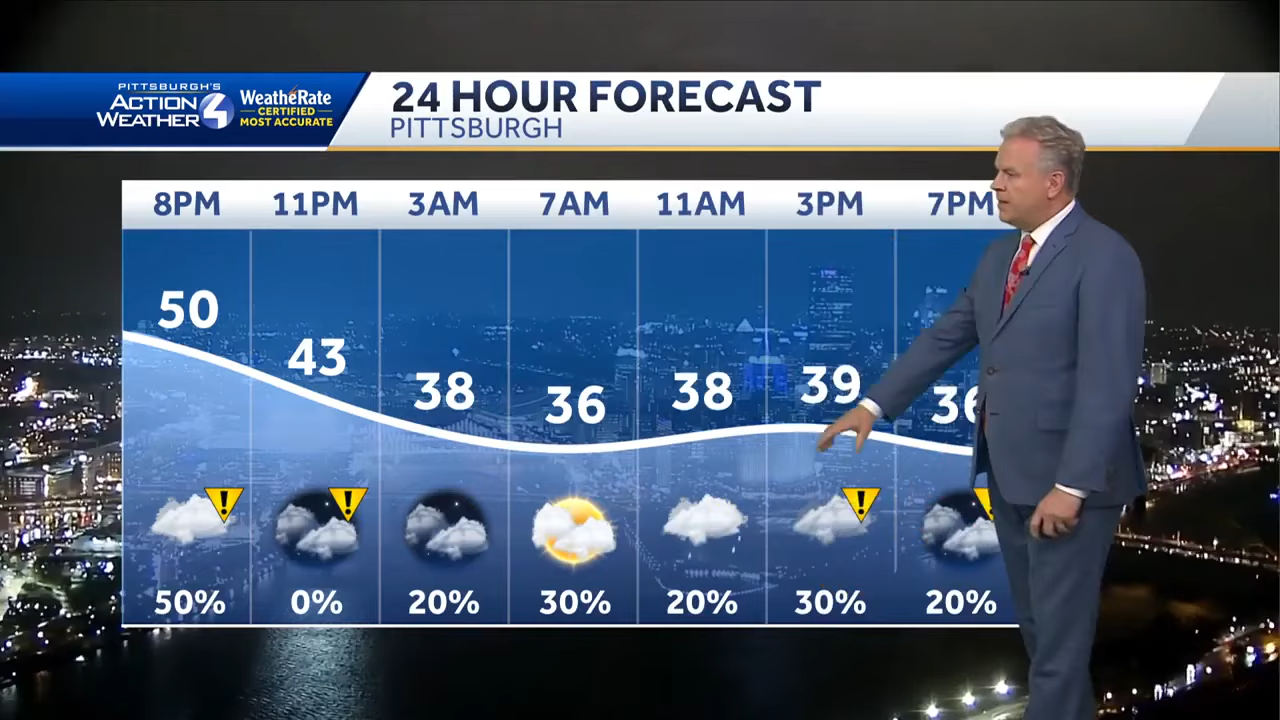 PITTSBURGH'S
ACTION
WEATHER 4
WeatheRate
CERTIFIED
MOST ACCURATE
24 HOUR FORECAST
PITTSBURGH
8PM 11PM 3AM 7AM 11AM 3PM 7PM
50 43 38 36 38 39 36
! ! !
50% 0% 20% 30% 20% 30% 20%